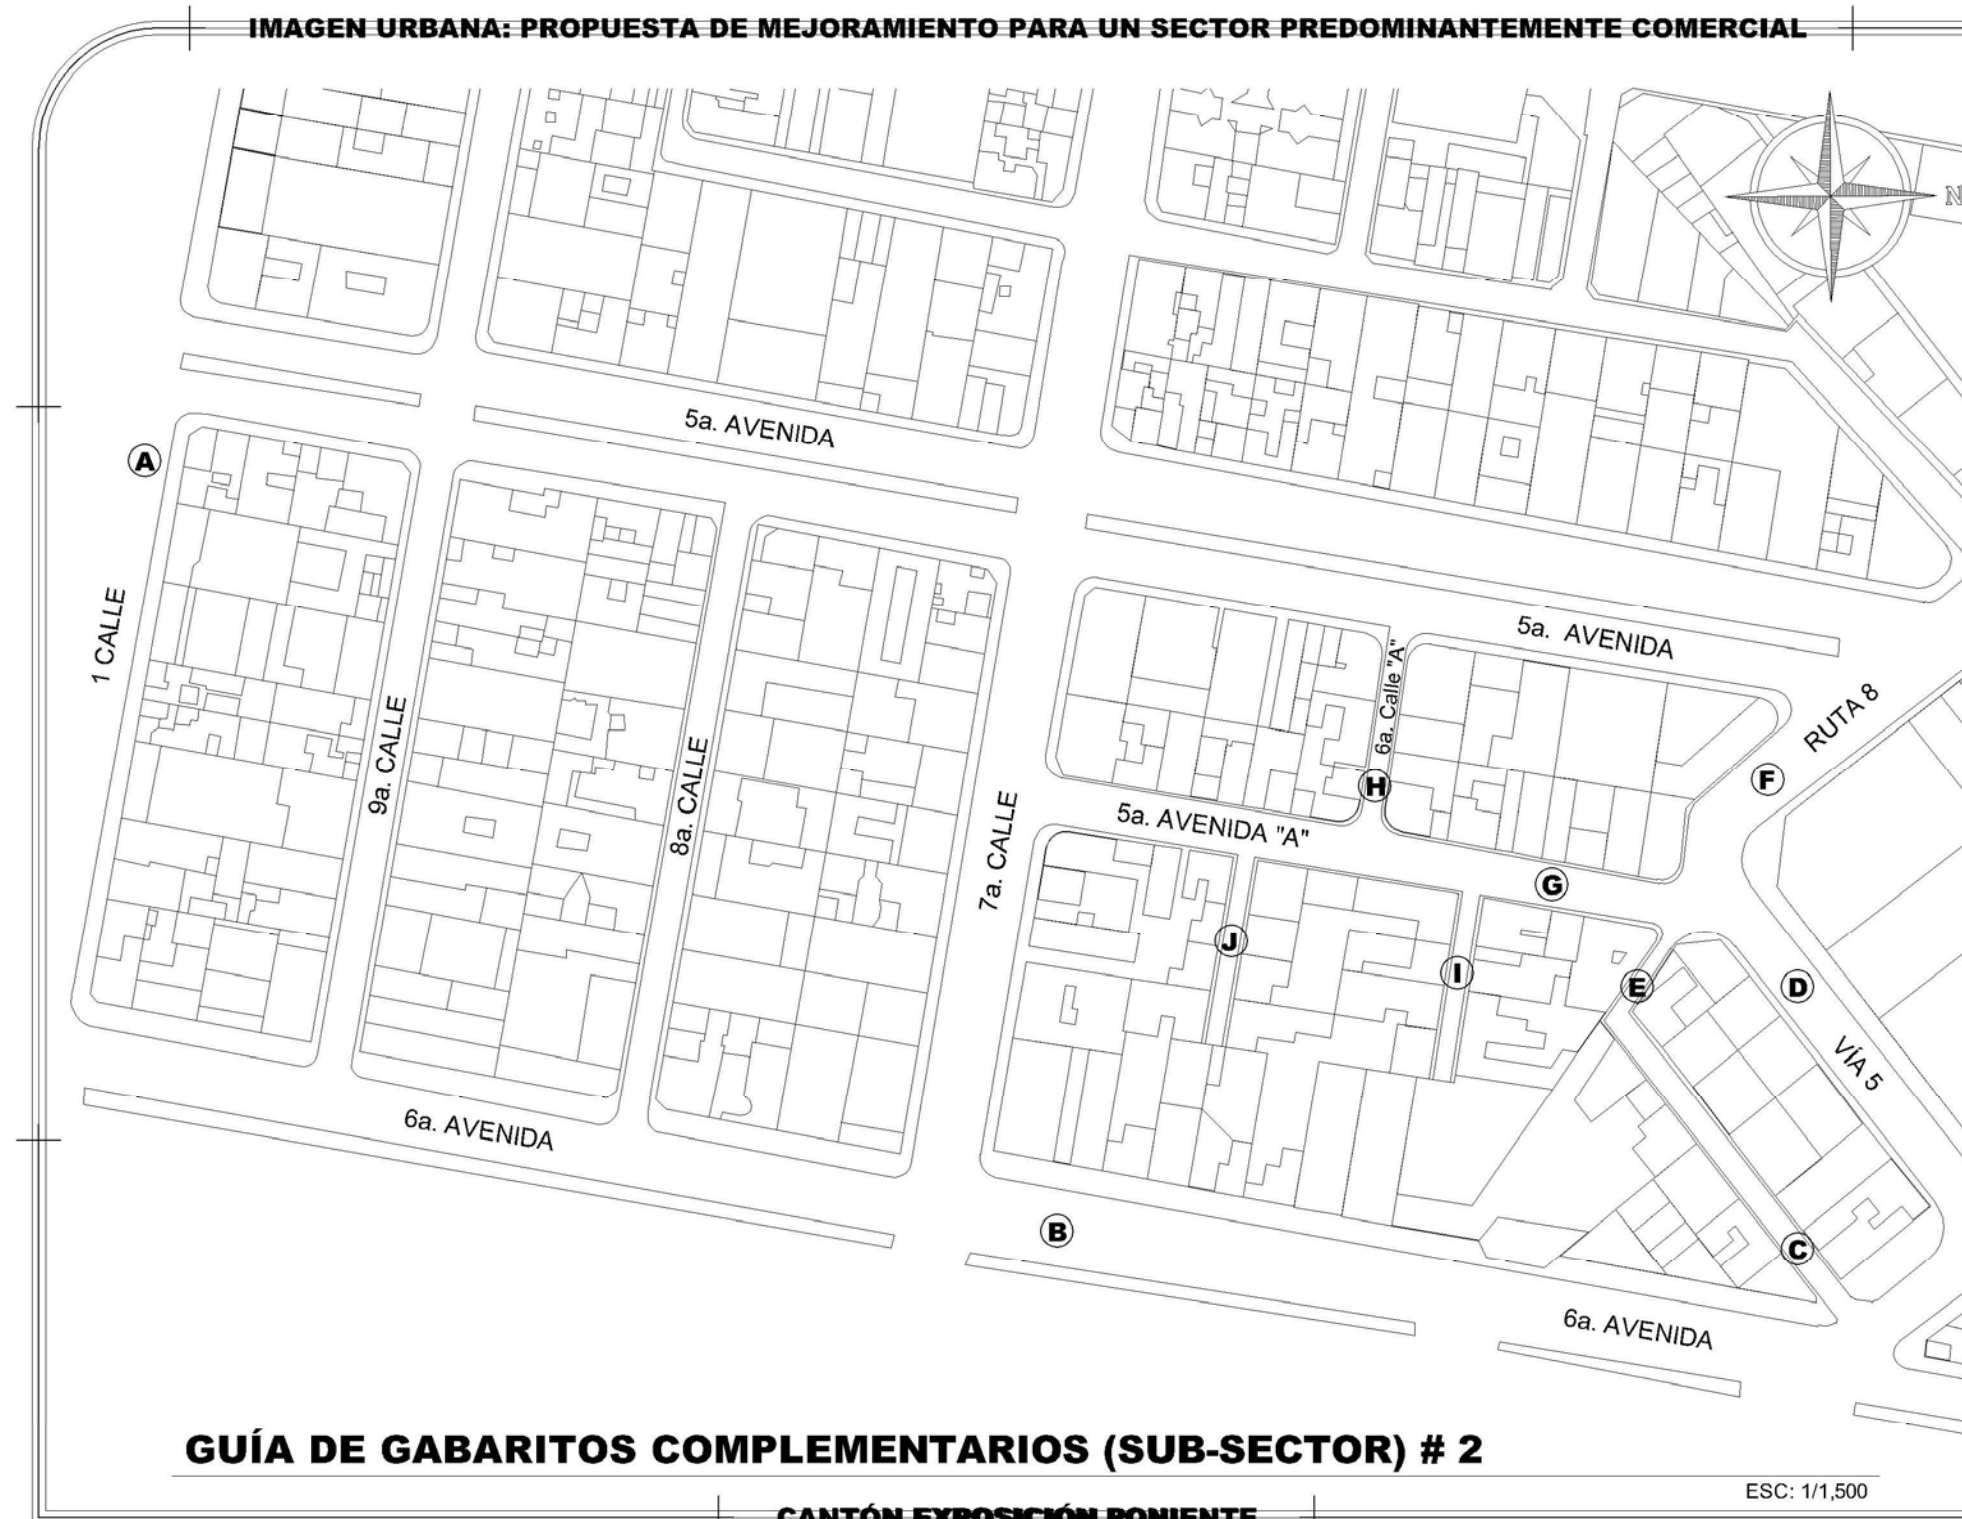 IMAGEN URBANA: PROPUESTA DE MEJORAMIENTO PARA UN SECTOR PREDOMINANTEMENTE COMERCIAL
N
5a. AVENIDA
A
1 CALLE
9a. CALLE
8a. CALLE
7a. CALLE
5a. AVENIDA
6a. Calle "A"
RUTA 8
F
H
5a. AVENIDA "A"
G
J
I
E
D
VÍA 5
6a. AVENIDA
B
C
6a. AVENIDA
GUÍA DE GABARITOS COMPLEMENTARIOS (SUB-SECTOR) # 2
ESC: 1/1,500
CANTÓN EXPOSICIÓN PONIENTE